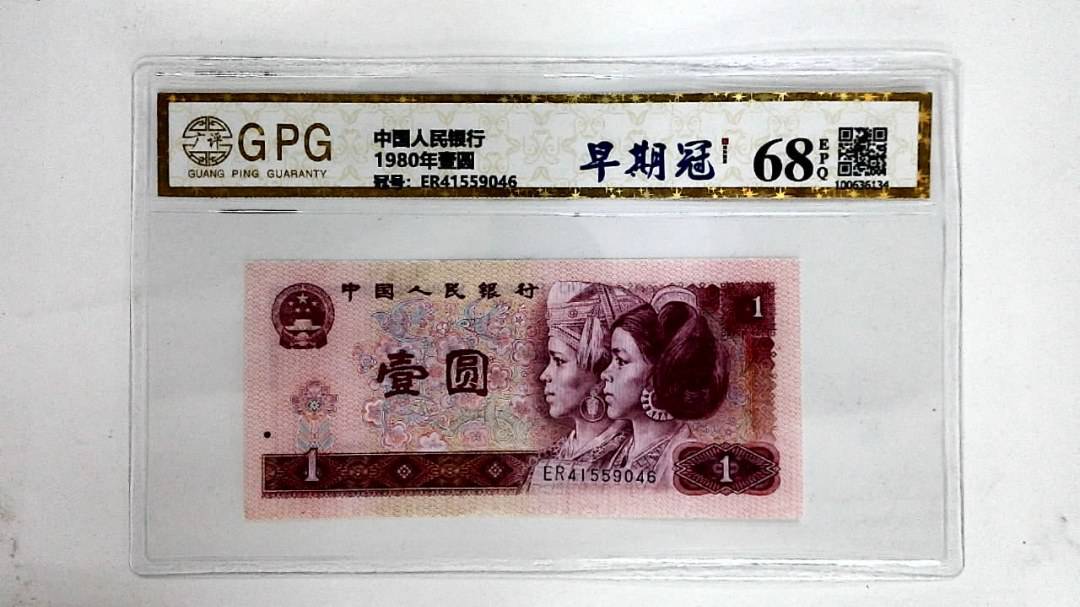 广评
GPG
GUANG PING GUARANTY
中国人民银行
1980年壹圆
冠号：ER41559046
早期冠
68
EPQ
100636134
中国人民银行
1
壹圆
1
ER41559046
1